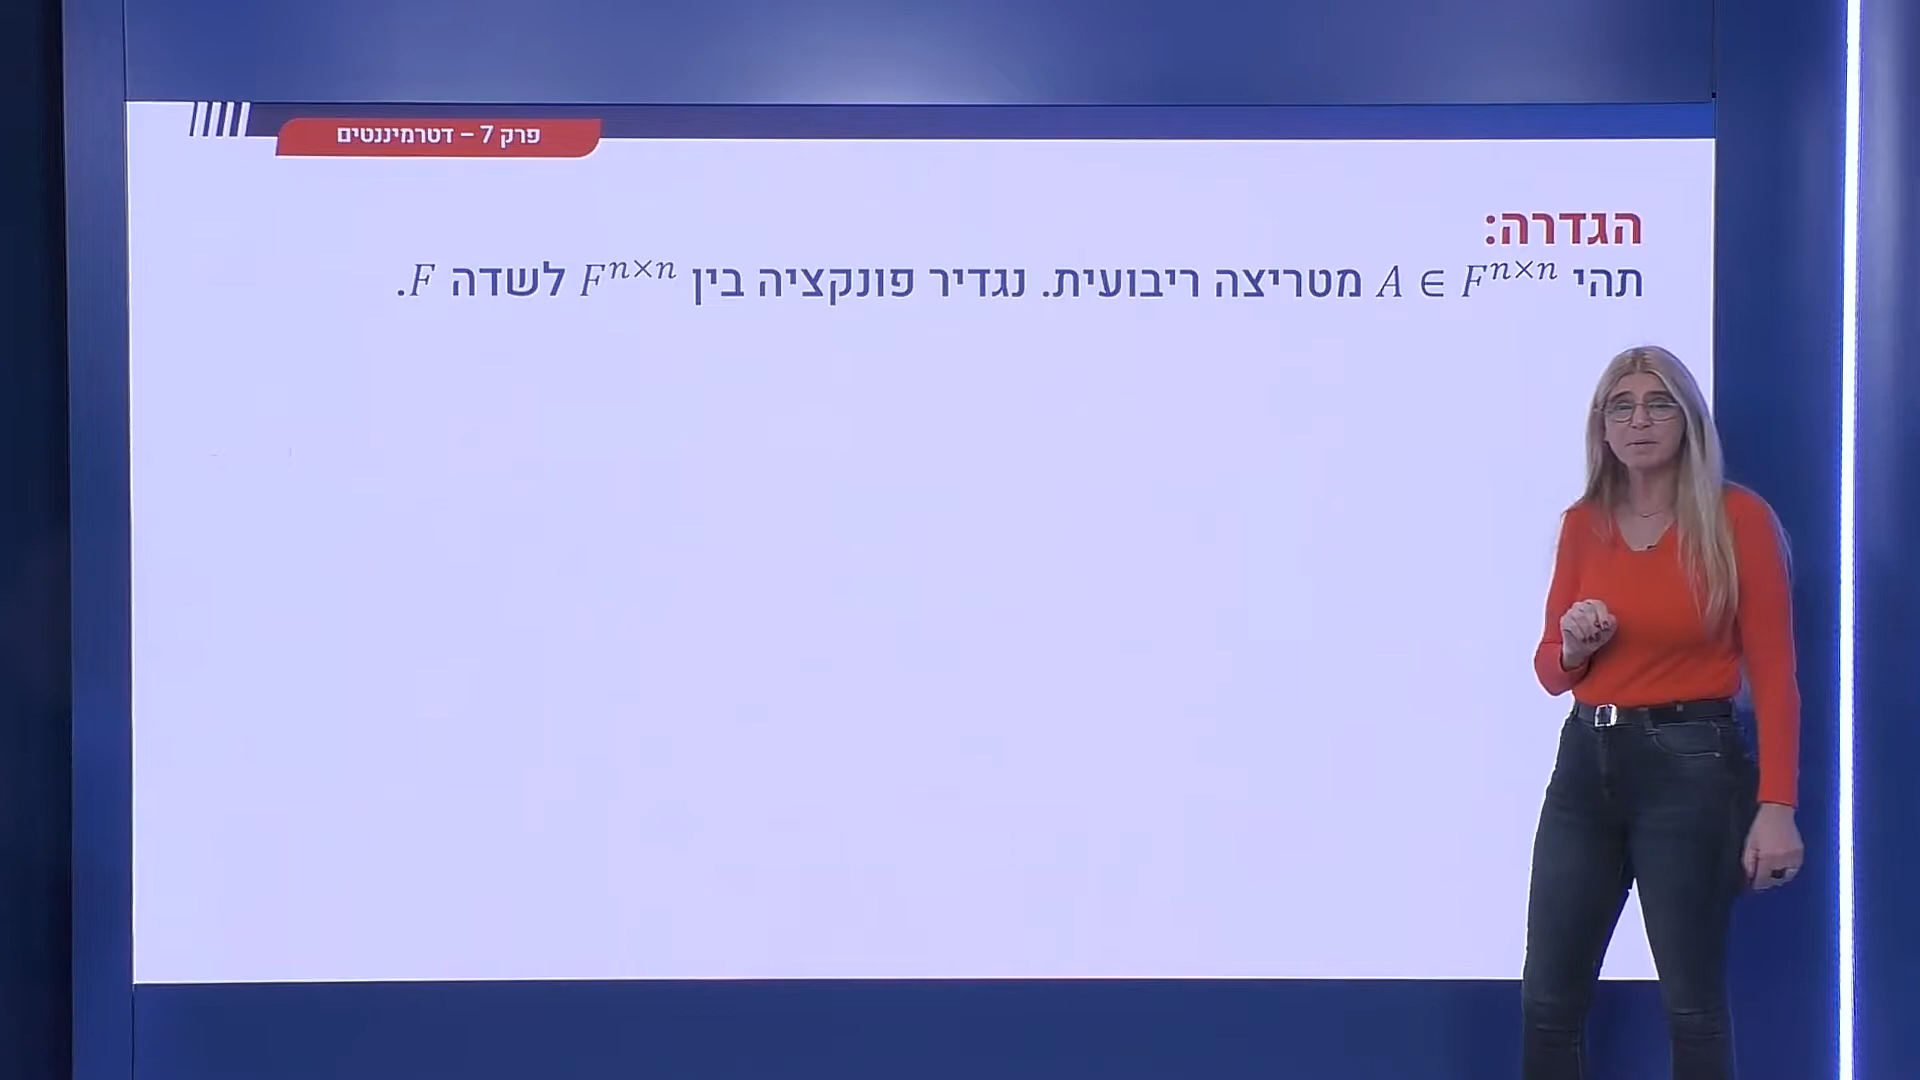 פרק 7 – דטרמיננטים
הגדרה:
תהי $A \in F^{n \times n}$ מטריצה ריבועית. נגדיר פונקציה בין $F^{n \times n}$ לשדה $F$.